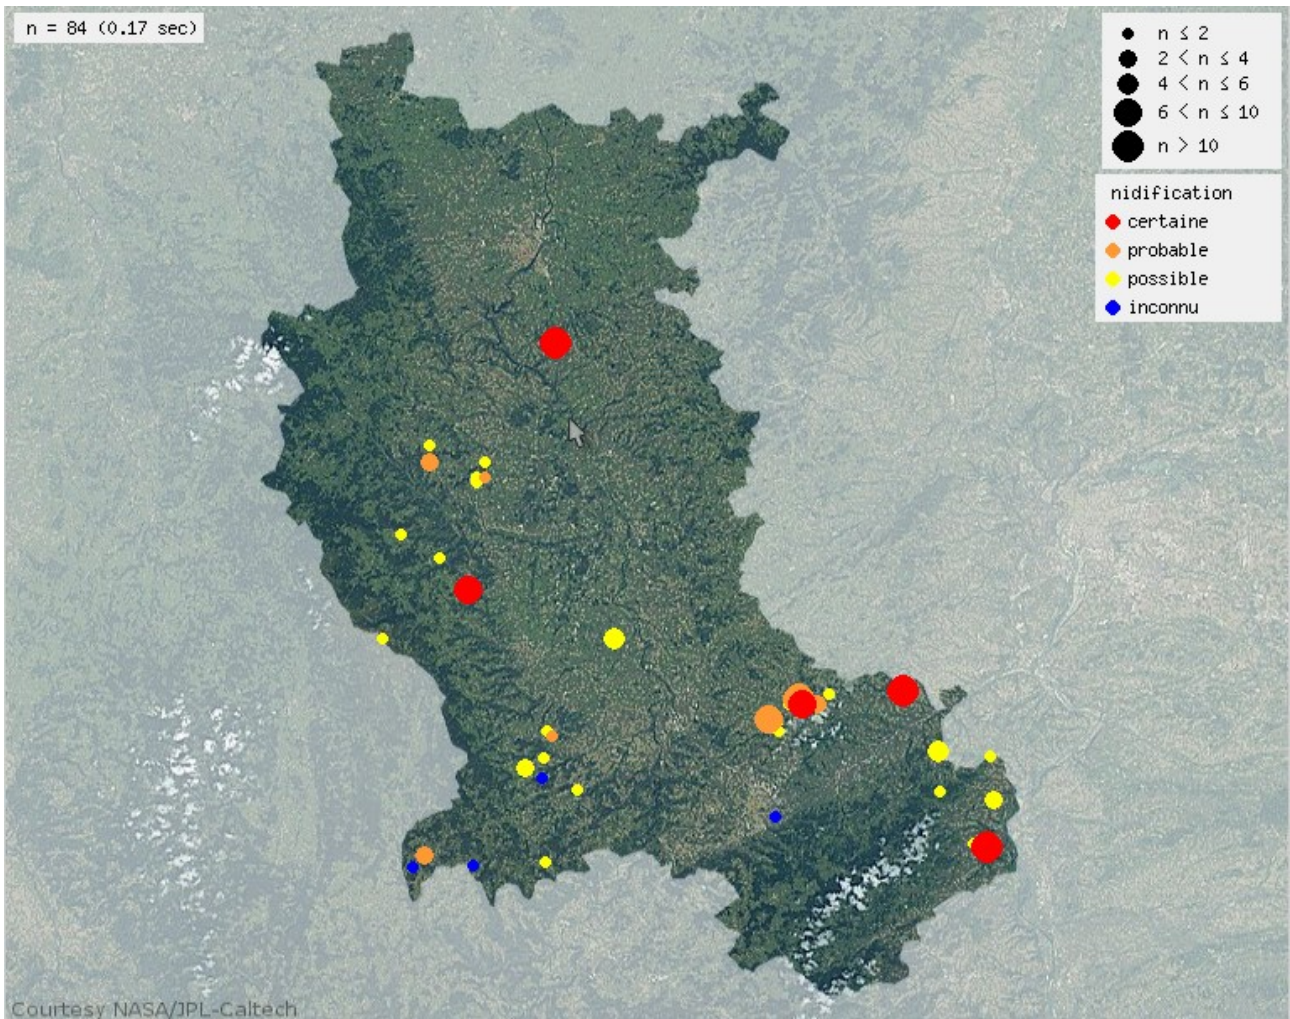 n = 84 (0.17 sec)
n ≤ 2
2 < n ≤ 4
4 < n ≤ 6
6 < n ≤ 10
n > 10
nidification
certaine
probable
possible
inconnu
Courtesy NASA/JPL-Caltech